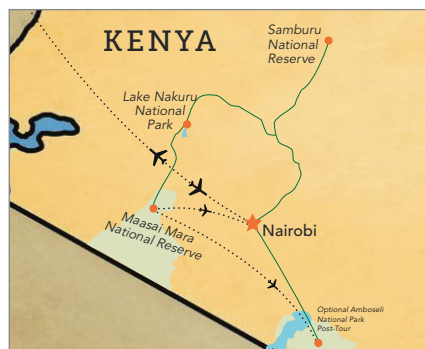 KENYA
Samburu
National
Reserve
Lake Nakuru
National
Park
Maasai Mara
National Reserve
Nairobi
Optional Amboseli
National Park
Post-Tour